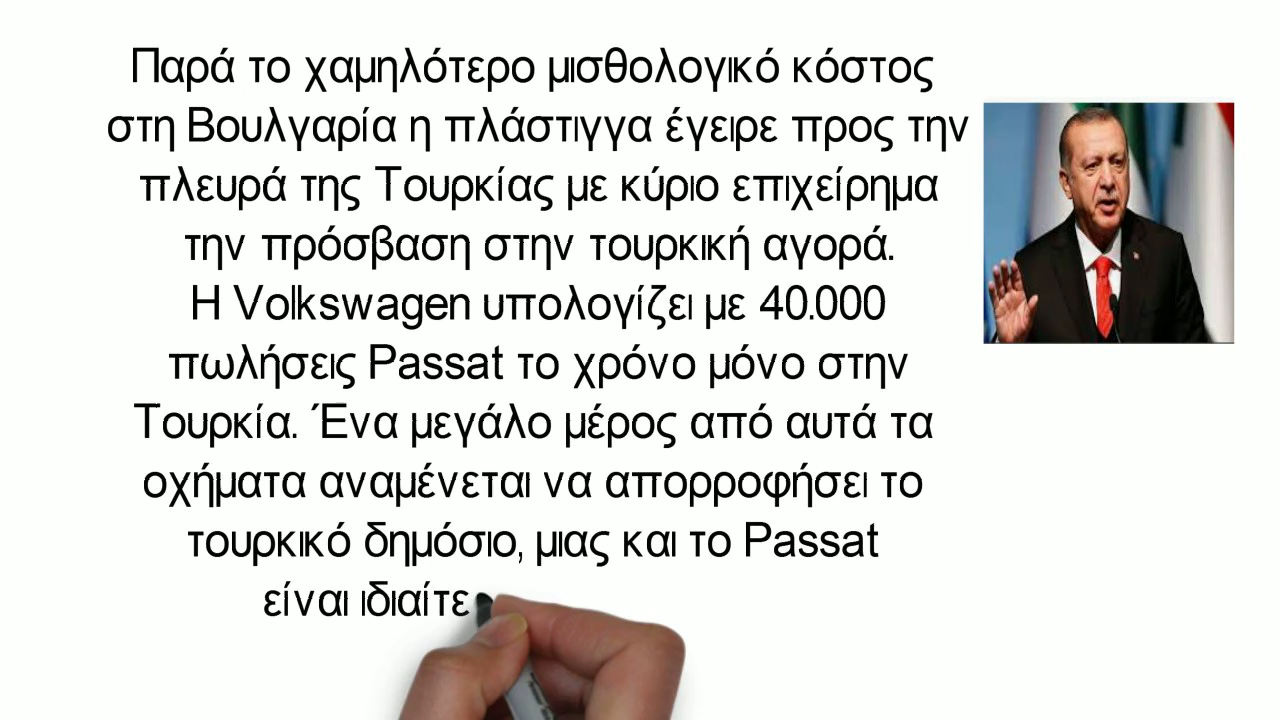 Παρά το χαμηλότερο μισθολογικό κόστος
στη Βουλγαρία η πλάστιγγα έγειρε προς την
πλευρά της Τουρκίας με κύριο επιχείρημα
την πρόσβαση στην τουρκική αγορά.
Η Volkswagen υπολογίζει με 40.000
πωλήσεις Passat το χρόνο μόνο στην
Τουρκία. Ένα μεγάλο μέρος από αυτά τα
οχήματα αναμένεται να απορροφήσει το
τουρκικό δημόσιο, μιας και το Passat
είναι ιδιαίτε